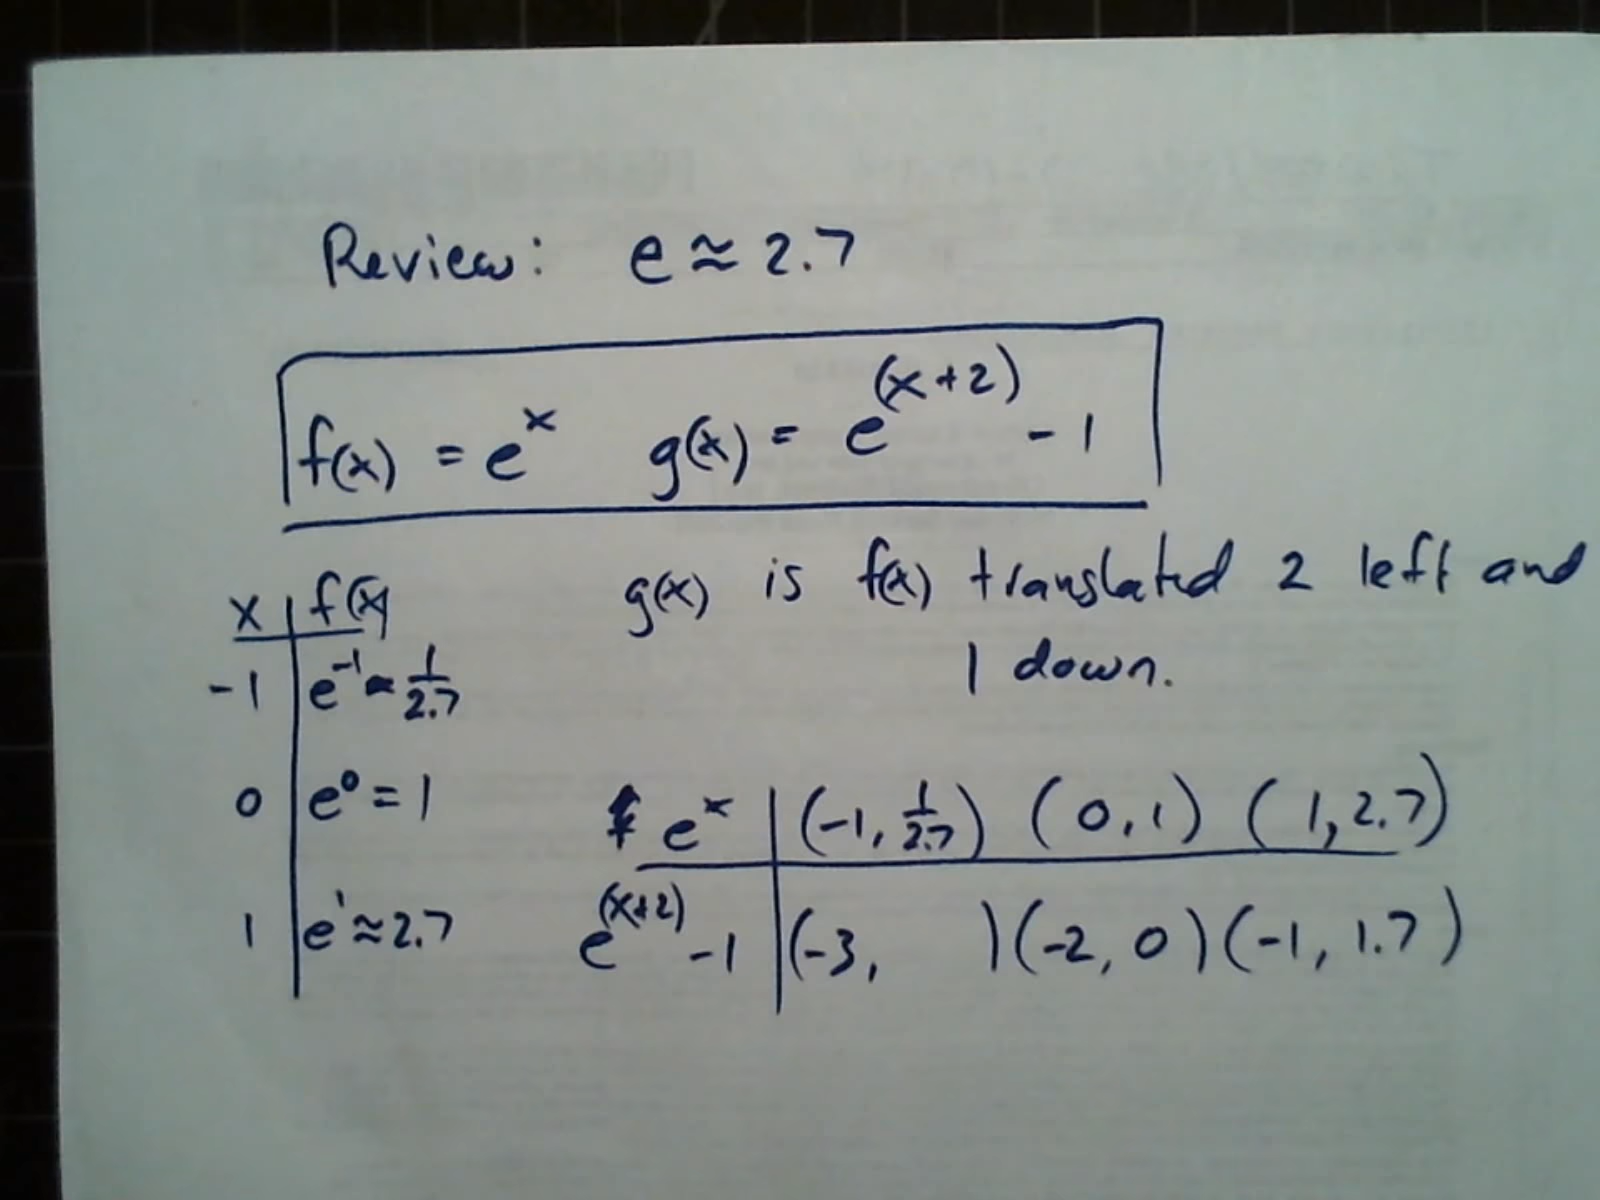 Review: e ≈ 2.7
f(x) = e^x g(x) = e^(x+2) - 1
x | f(x)
-1 | e^-1 ≈ 1/2.7
0 | e^0 = 1
1 | e^1 ≈ 2.7
g(x) is f(x) translated 2 left and
1 down.
e^x | (-1, 1/2.7) (0,1) (1, 2.7)
e^(x+2) - 1 | (-3, ) (-2, 0) (-1, 1.7)